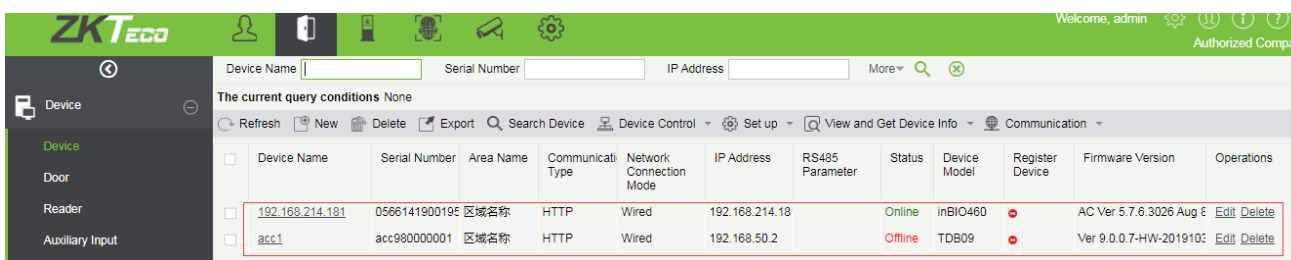 ZKTECO
Welcome, admin
Authorized Compa
Device Name Serial Number IP Address More
The current query conditions None
Refresh New Delete Export Search Device Device Control Set up View and Get Device Info Communication
Device
Device
Door
Reader
Auxiliary Input
Device Name Serial Number Area Name Communicati Type Network Connection Mode IP Address RS485 Parameter Status Device Model Register Device Firmware Version Operations
192.168.214.181 0566141900195 区域名称 HTTP Wired 192.168.214.18 Online inBIO460 AC Ver 5.7.6.3026 Aug 8 Edit Delete
acc1 acc980000001 区域名称 HTTP Wired 192.168.50.2 Offline TDB09 Ver 9.0.0.7-HW-2019103 Edit Delete